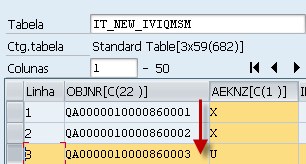 Tabela IT_NEW_IVIQMSM
Ctg.tabela Standard Table[3x59(682)]
Colunas 1 - 50
Linha OBJNR[C(22 )] AEKNZ[C(1 )]
1 QA0000010000860001 X
2 QA0000010000860002 X
3 QA0000010000860003 U